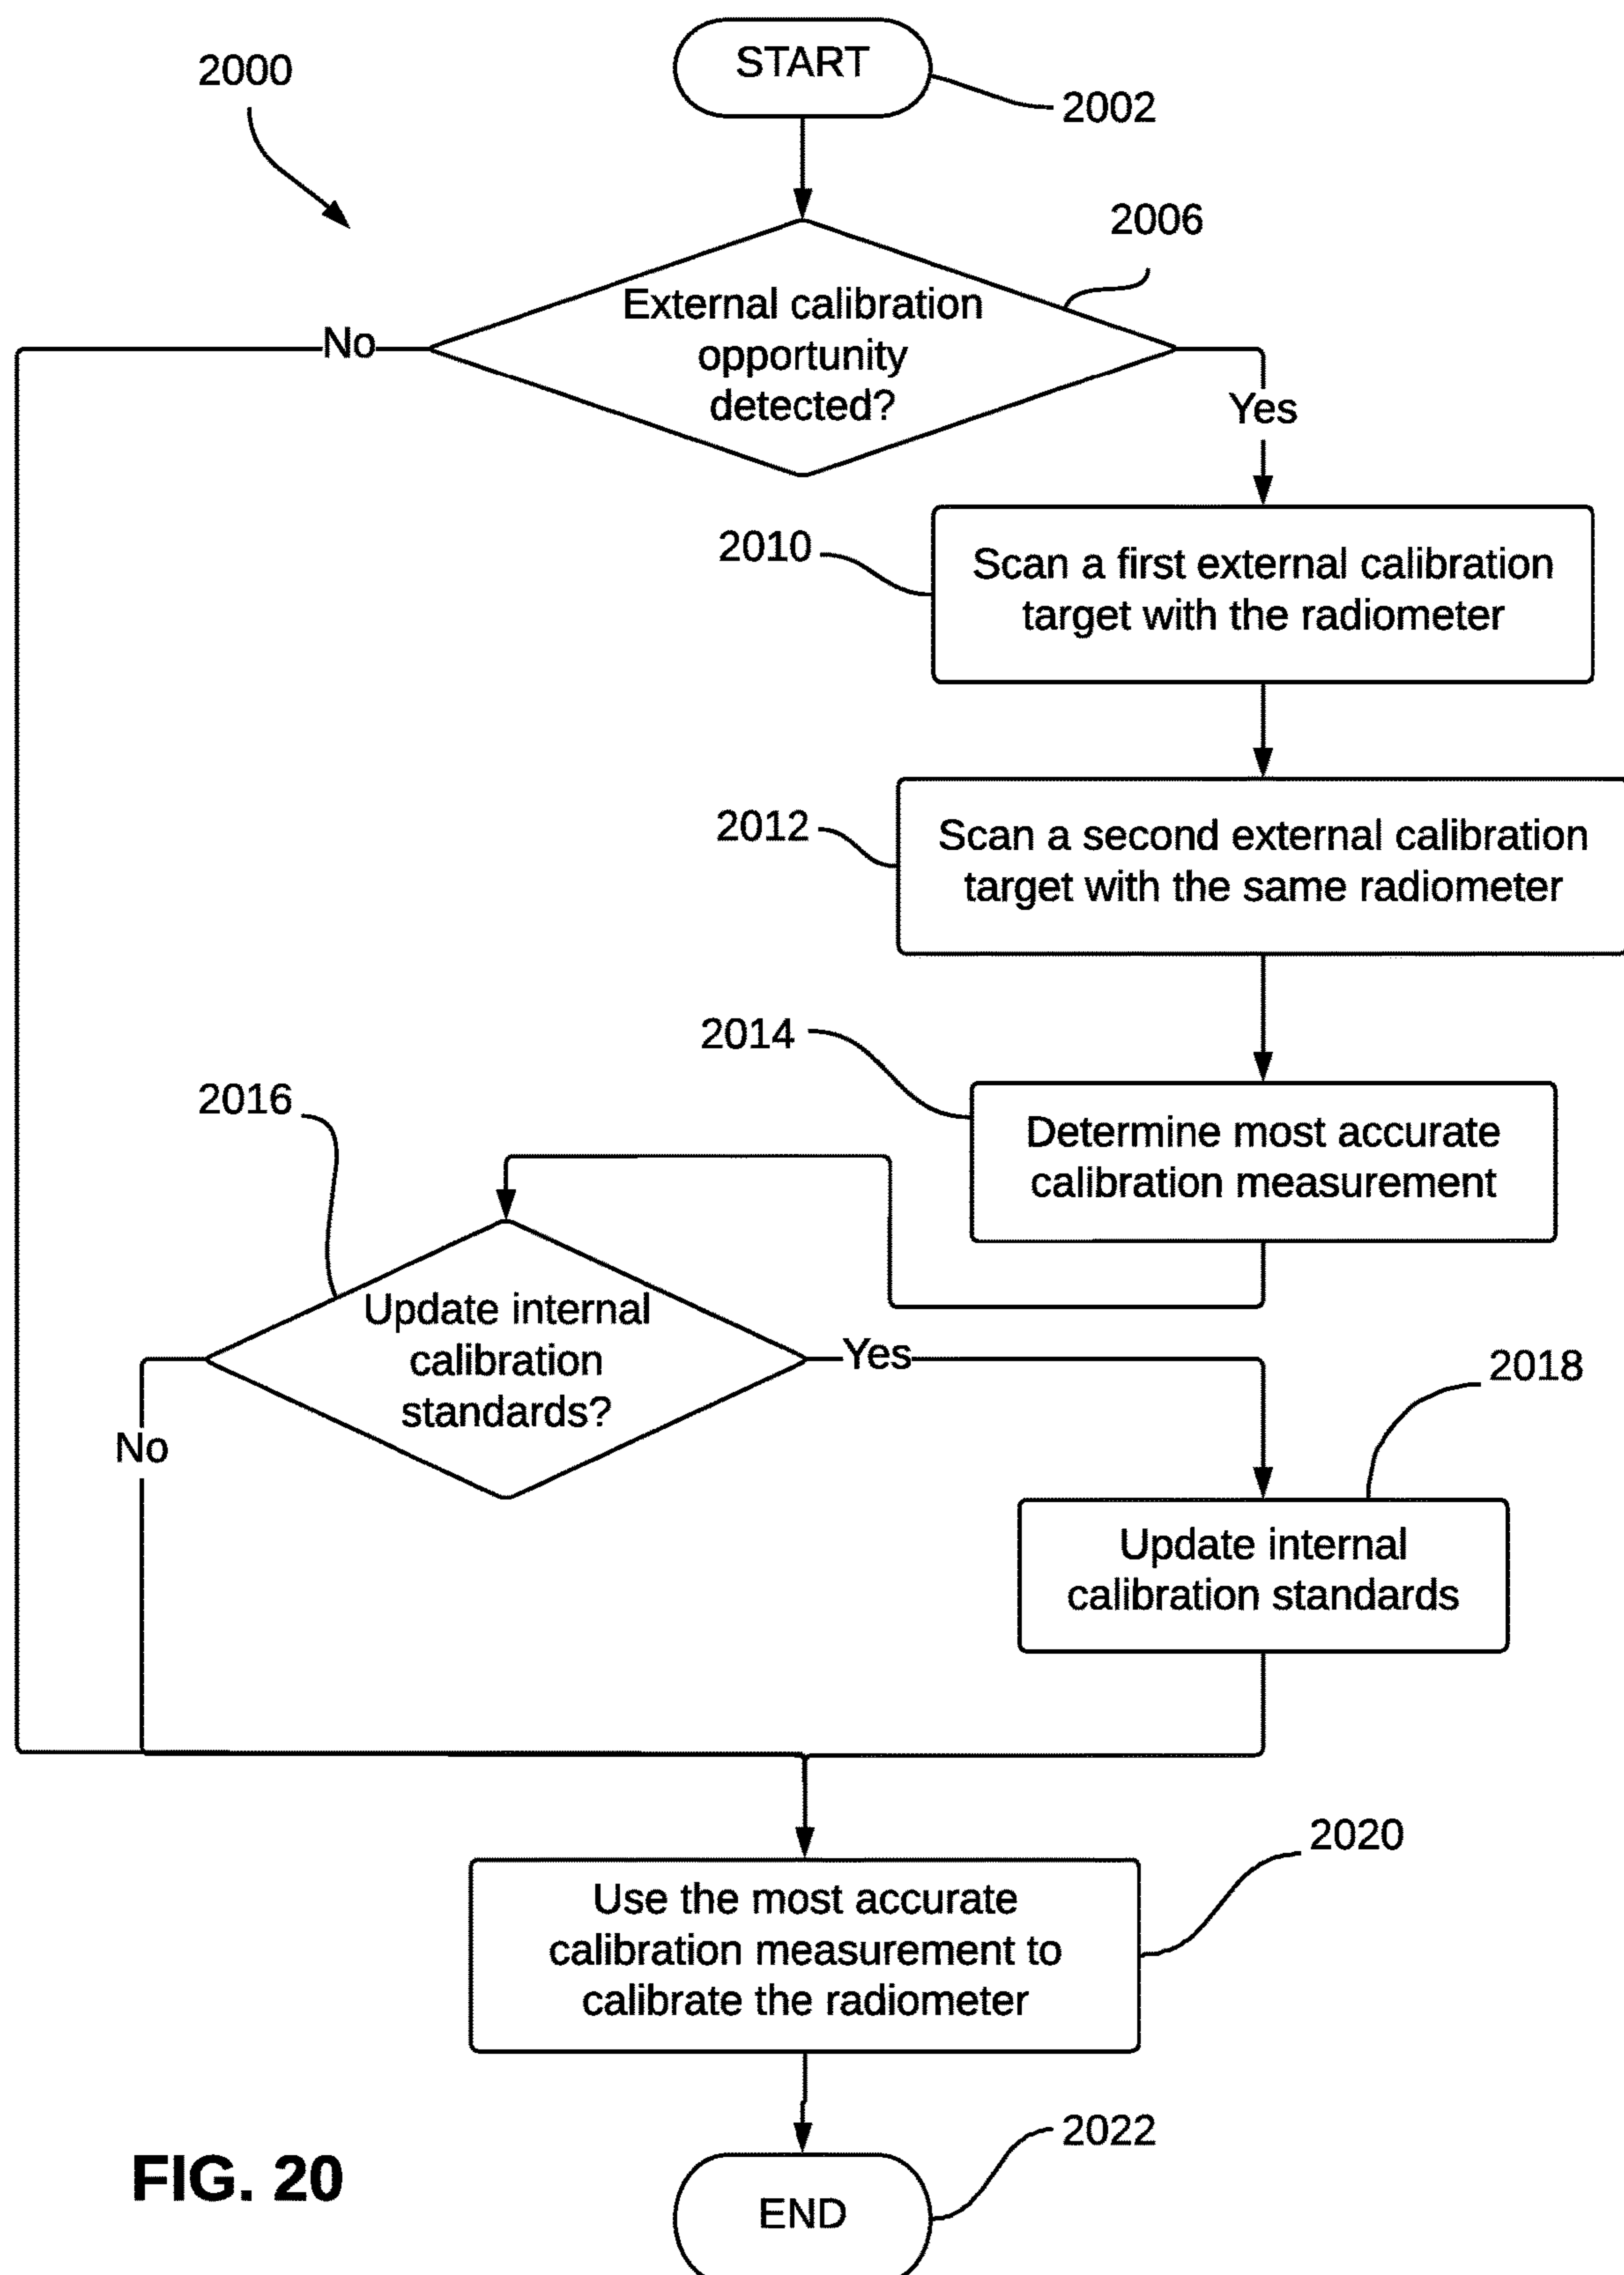 START
2000
2002
2006
External calibration
opportunity
detected?
No
Yes
2010
Scan a first external calibration
target with the radiometer
2012
Scan a second external calibration
target with the same radiometer
2014
Determine most accurate
calibration measurement
2016
Update internal
calibration
standards?
Yes
No
2018
Update internal
calibration standards
2020
Use the most accurate
calibration measurement to
calibrate the radiometer
2022
END
FIG. 20